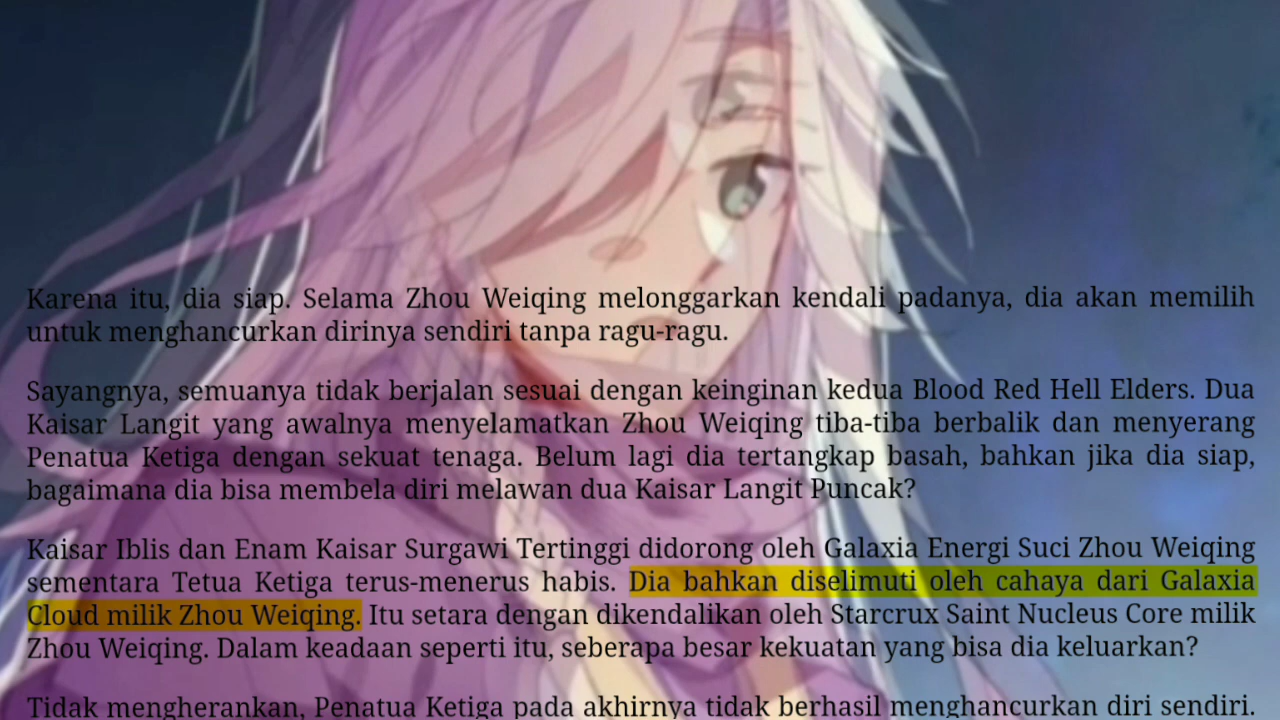 Karena itu, dia siap. Selama Zhou Weiqing melonggarkan kendali padanya, dia akan memilih
untuk menghancurkan dirinya sendiri tanpa ragu-ragu.
Sayangnya, semuanya tidak berjalan sesuai dengan keinginan kedua Blood Red Hell Elders. Dua
Kaisar Langit yang awalnya menyelamatkan Zhou Weiqing tiba-tiba berbalik dan menyerang
Penatua Ketiga dengan sekuat tenaga. Belum lagi dia tertangkap basah, bahkan jika dia siap,
bagaimana dia bisa membela diri melawan dua Kaisar Langit Puncak?
Kaisar Iblis dan Enam Kaisar Surgawi Tertinggi didorong oleh Galaxia Energi Suci Zhou Weiqing
sementara Tetua Ketiga terus-menerus habis. Dia bahkan diselimuti oleh cahaya dari Galaxia
Cloud milik Zhou Weiqing. Itu setara dengan dikendalikan oleh Starcrux Saint Nucleus Core milik
Zhou Weiqing. Dalam keadaan seperti itu, seberapa besar kekuatan yang bisa dia keluarkan?
Tidak mengherankan, Penatua Ketiga pada akhirnya tidak berhasil menghancurkan diri sendiri.